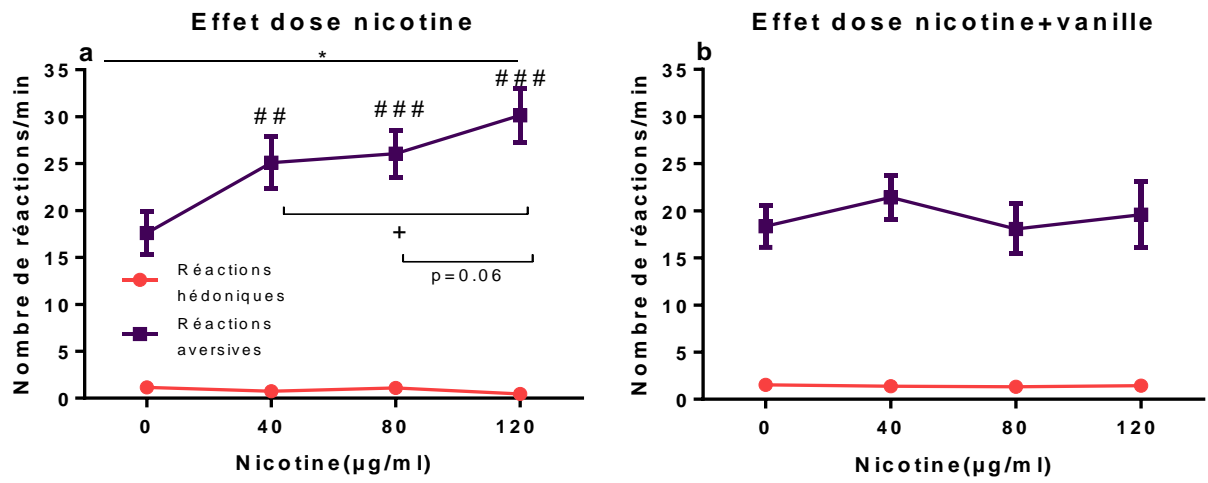 Effet dose nicotine
a
*
###
35
30
25
20
15
10
5
0
Nombre de réactions/min
##
###
+
p=0.06
Réactions
hédoniques
Réactions
aversives
0 40 80 120
Nicotine(µg/ml)
Effet dose nicotine+vanille
b
35
30
25
20
15
10
5
0
Nombre de réactions/min
0 40 80 120
Nicotine(µg/ml)